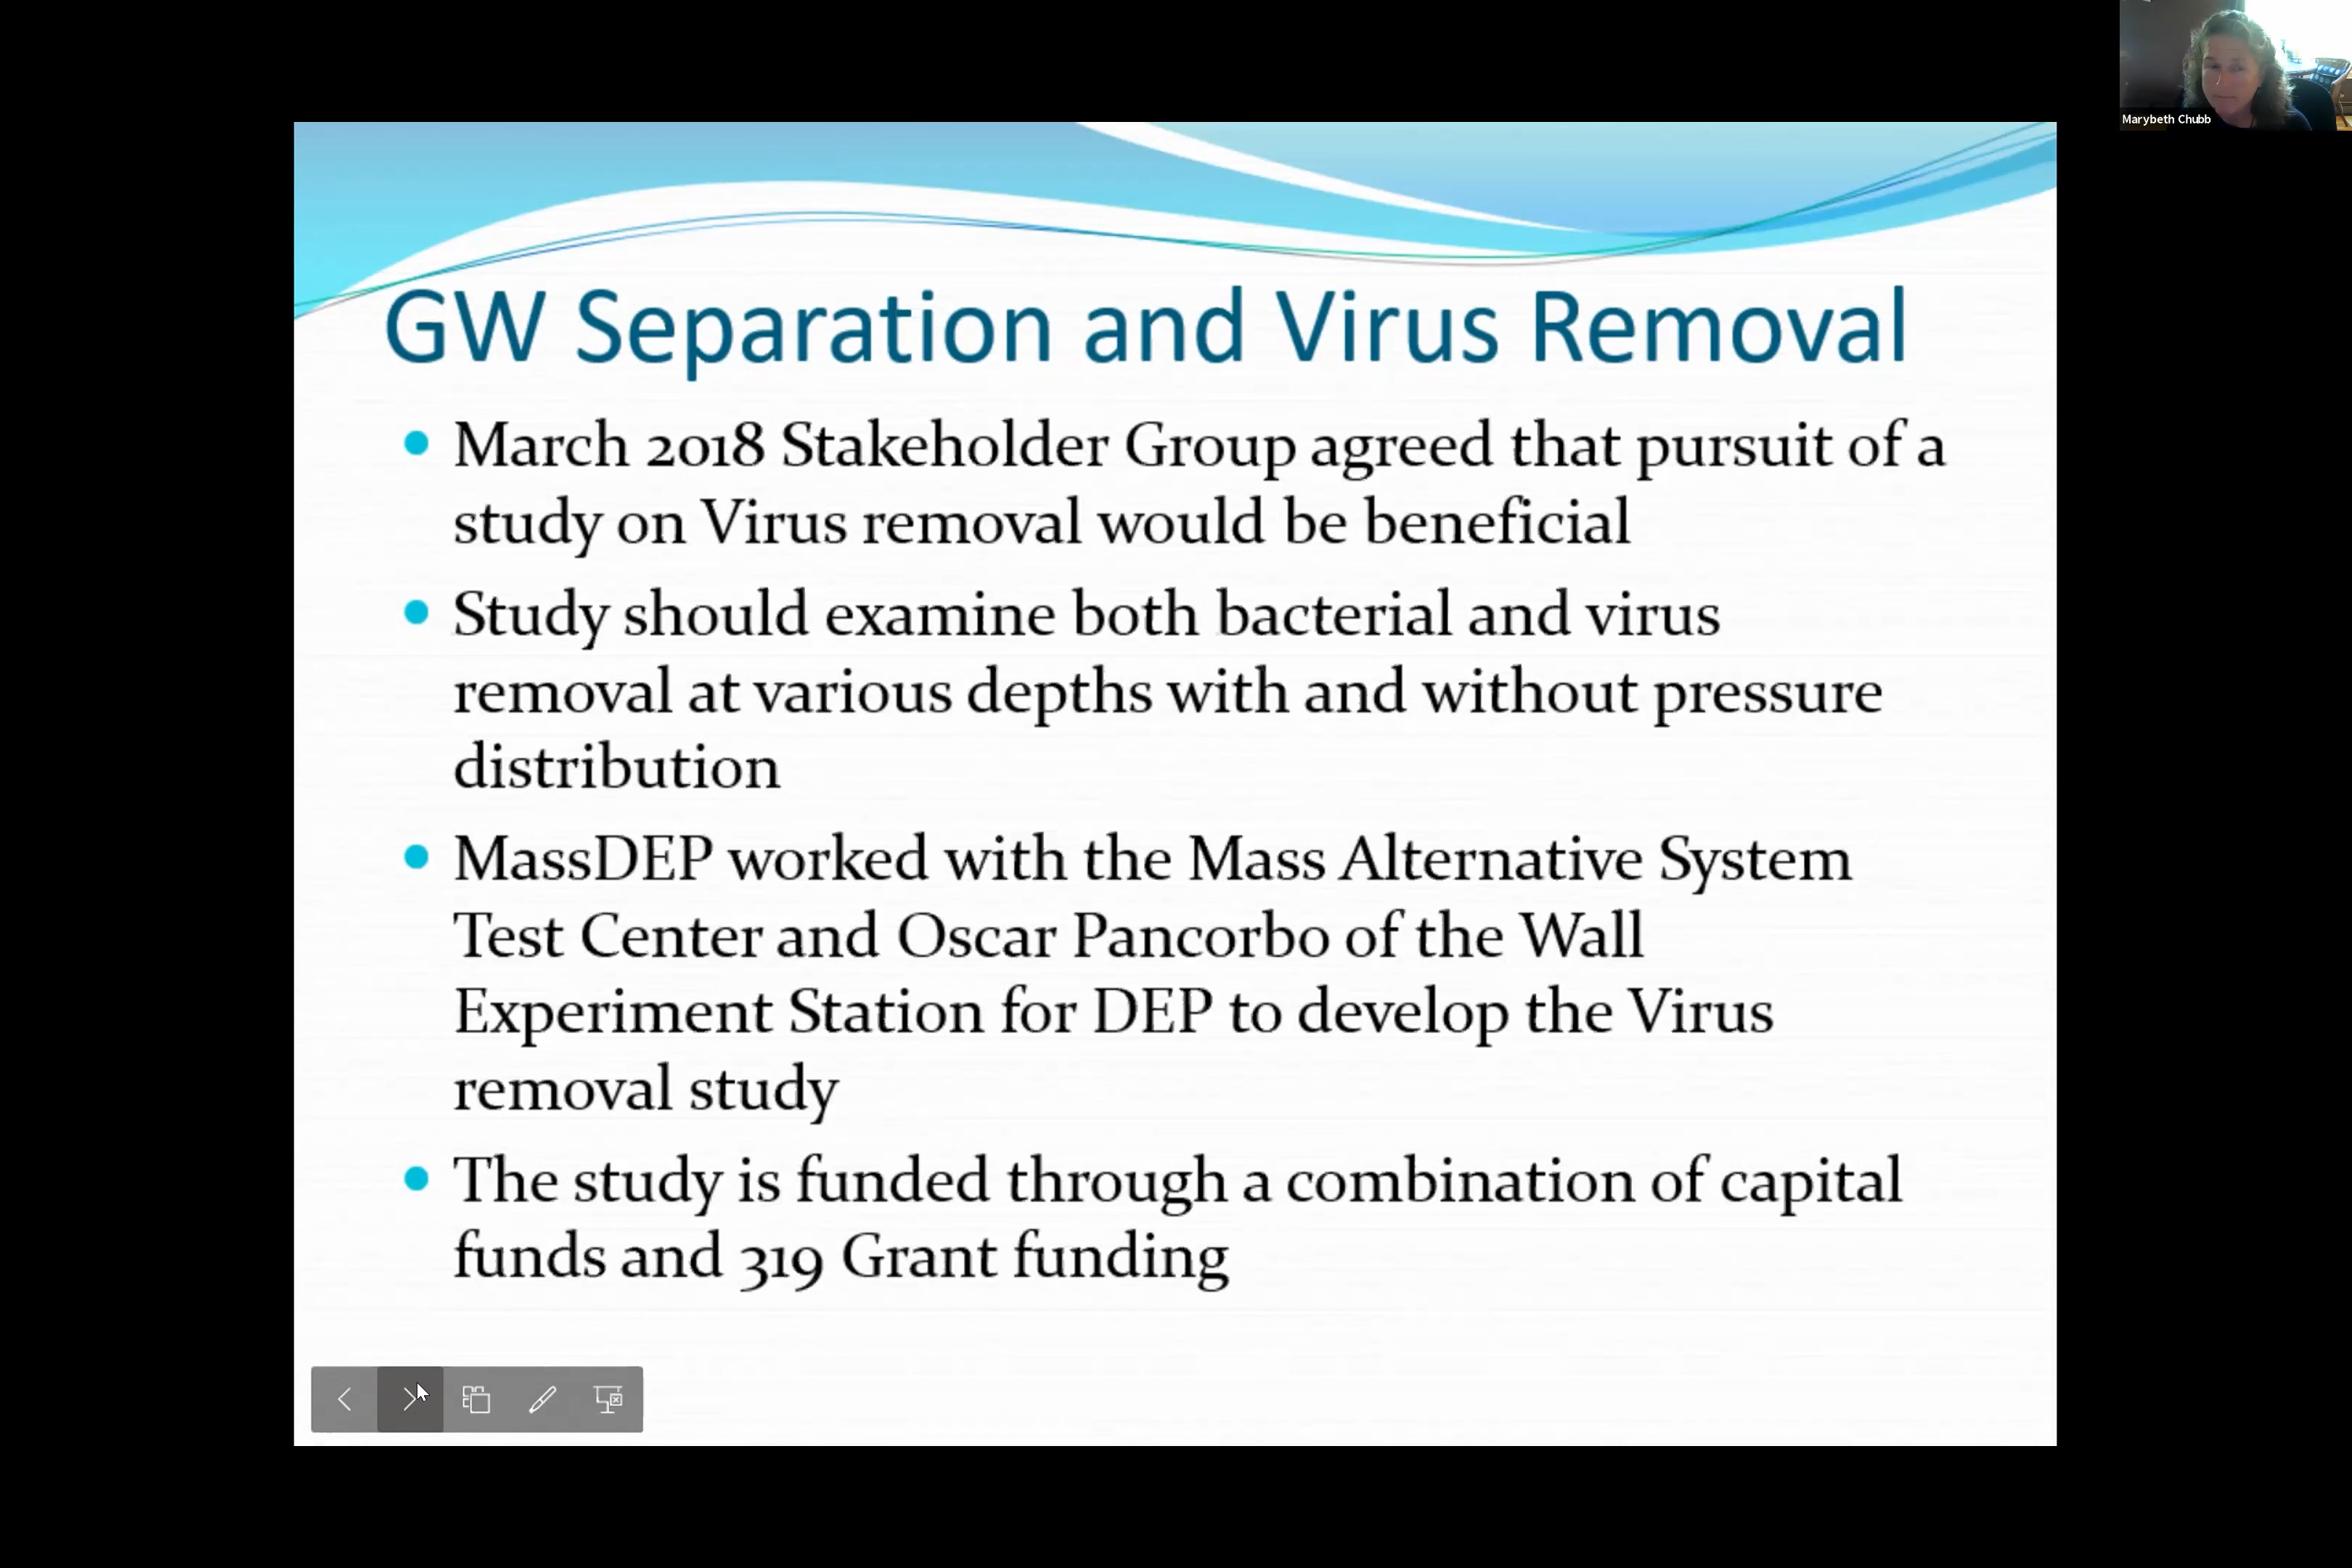 Marybeth Chubb
GW Separation and Virus Removal
March 2018 Stakeholder Group agreed that pursuit of a
study on Virus removal would be beneficial
Study should examine both bacterial and virus
removal at various depths with and without pressure
distribution
MassDEP worked with the Mass Alternative System
Test Center and Oscar Pancorbo of the Wall
Experiment Station for DEP to develop the Virus
removal study
The study is funded through a combination of capital
funds and 319 Grant funding